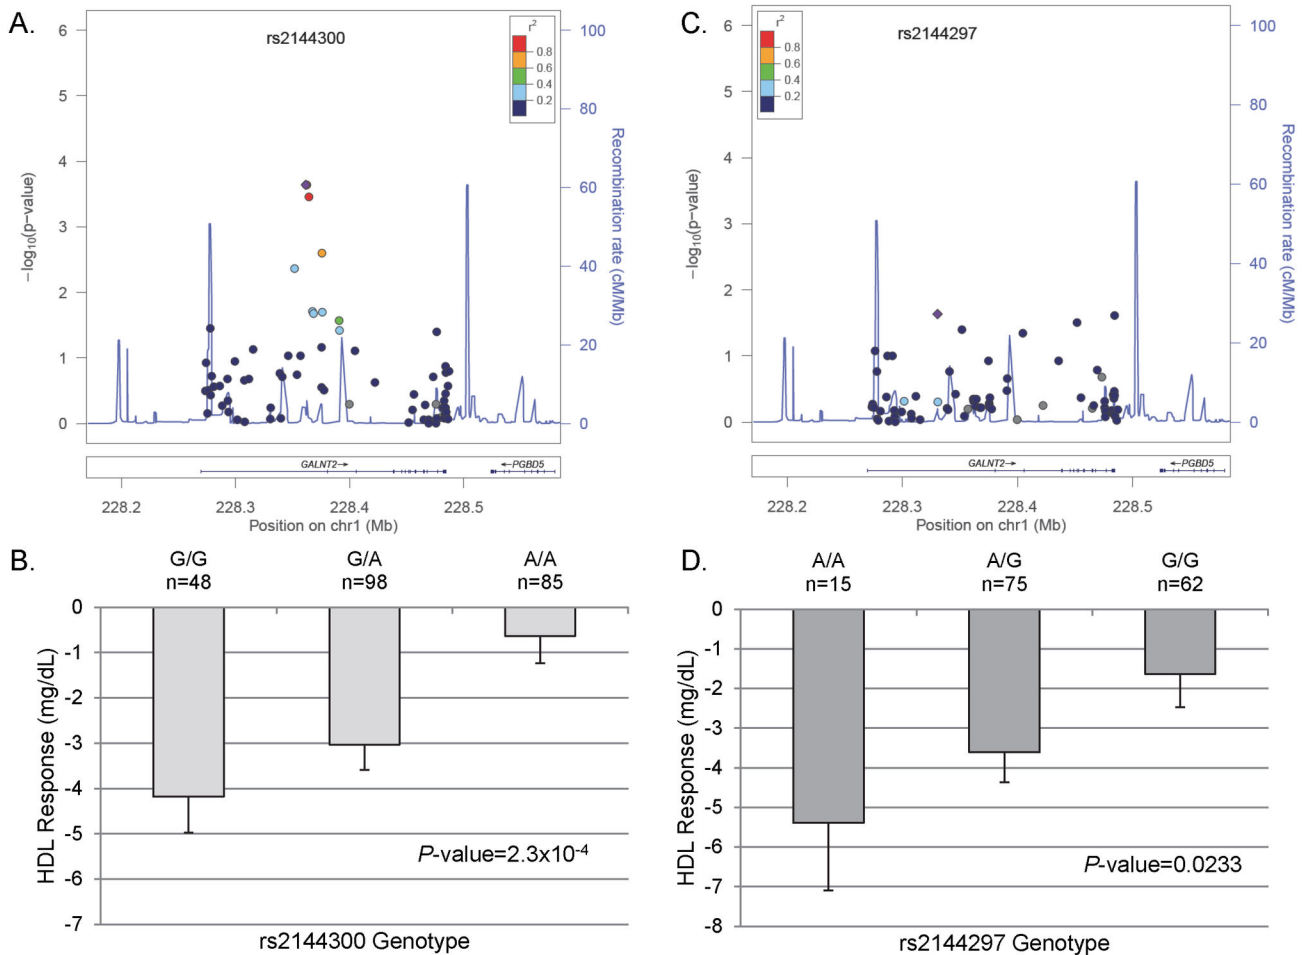 A.
rs2144300
r²
0.8
0.6
0.4
0.2
6
5
4
3
2
1
0
−log₁₀(p−value)
100
80
60
40
20
0
Recombination rate (cM/Mb)
GALNT2→
←PGBD5
228.2 228.3 228.4 228.5
Position on chr1 (Mb)
C.
rs2144297
r²
0.8
0.6
0.4
0.2
6
5
4
3
2
1
0
−log₁₀(p−value)
100
80
60
40
20
0
Recombination rate (cM/Mb)
GALNT2→
←PGBD5
228.2 228.3 228.4 228.5
Position on chr1 (Mb)
B.
G/G G/A A/A
n=48 n=98 n=85
0
-1
-2
-3
-4
-5
-6
-7
HDL Response (mg/dL)
P-value=2.3x10⁻⁴
rs2144300 Genotype
D.
A/A A/G G/G
n=15 n=75 n=62
0
-1
-2
-3
-4
-5
-6
-7
-8
HDL Response (mg/dL)
P-value=0.0233
rs2144297 Genotype